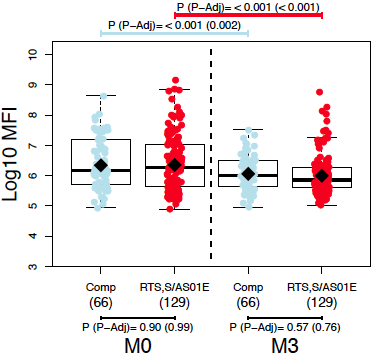 P (P−Adj)=< 0.001 (<0.001)
P (P−Adj)=< 0.001 (0.002)
Log10 MFI
10
9
8
7
6
5
4
3
Comp RTS,S/AS01E Comp RTS,S/AS01E
(66) (129) (66) (129)
P (P−Adj)= 0.90 (0.99) P (P−Adj)= 0.57 (0.76)
M0 M3